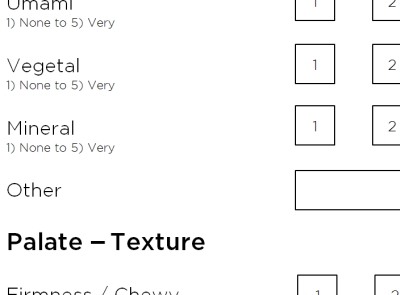 Umami 1 2
1) None to 5) Very
Vegetal 1 2
1) None to 5) Very
Mineral 1 2
1) None to 5) Very
Other
Palate – Texture
Firmness / Chewy 1 2